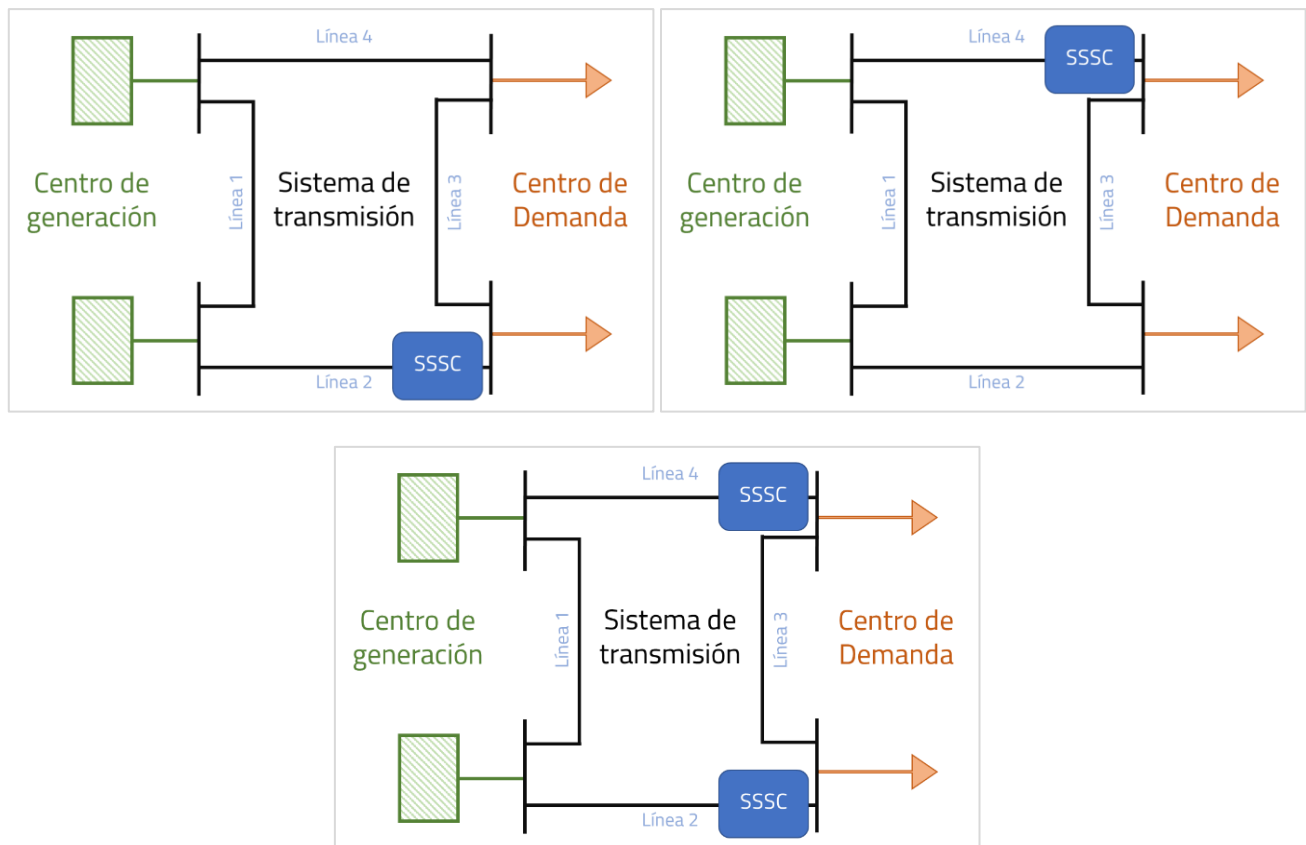 Línea 4
Línea 1
Centro de
generación
Sistema de
transmisión
Línea 3
Centro de
Demanda
SSSC
Línea 2
Línea 4
SSSC
Línea 1
Centro de
generación
Sistema de
transmisión
Línea 3
Centro de
Demanda
Línea 2
Línea 4
SSSC
Línea 1
Centro de
generación
Sistema de
transmisión
Línea 3
Centro de
Demanda
SSSC
Línea 2